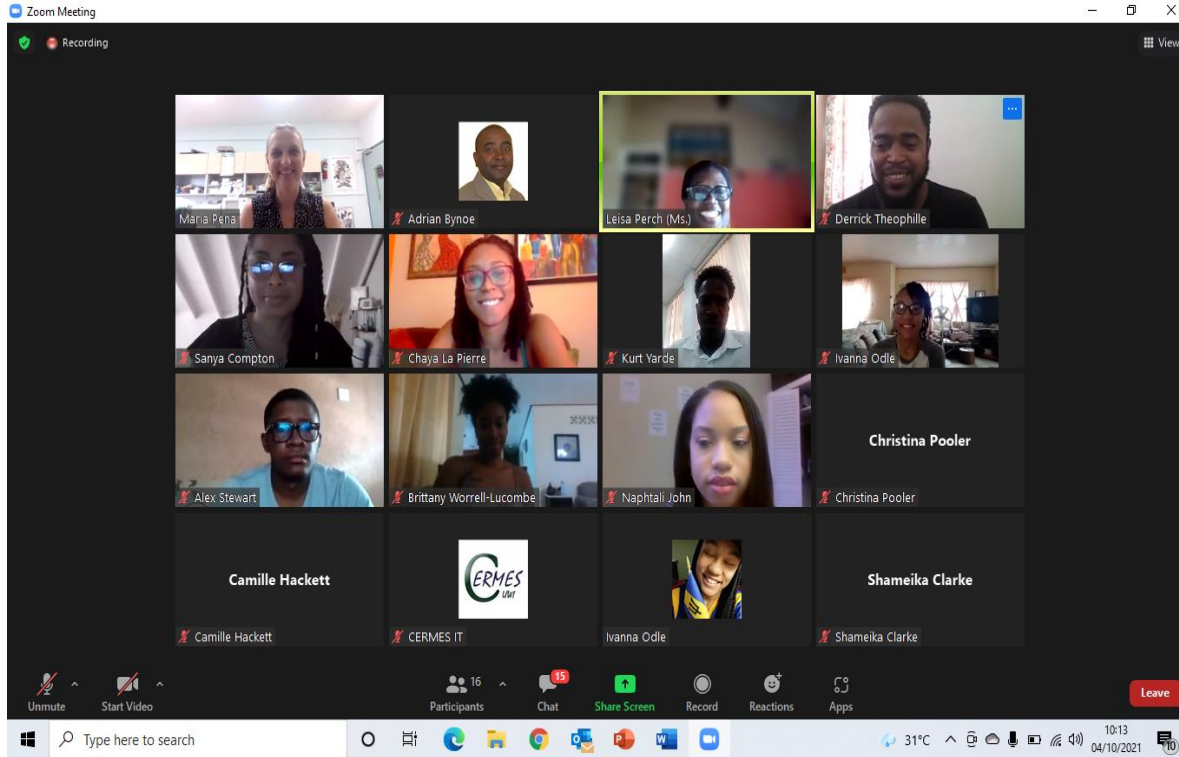 Zoom Meeting
Recording
View
Maria Pena
Adrian Bynoe
Leisa Perch (Ms.)
Derrick Theophille
Sanya Compton
Chaya La Pierre
Kurt Yarde
Ivanna Odle
Alex Stewart
Brittany Worrell-Lucombe
Naphtali John
Christina Pooler
Christina Pooler
Camille Hackett
Camille Hackett
CERMES
UWI
CERMES IT
Ivanna Odle
Shameika Clarke
Shameika Clarke
Unmute
Start Video
16
Participants
15
Chat
Share Screen
Record
Reactions
Apps
Leave
Type here to search
31°C
10:13
04/10/2021
10